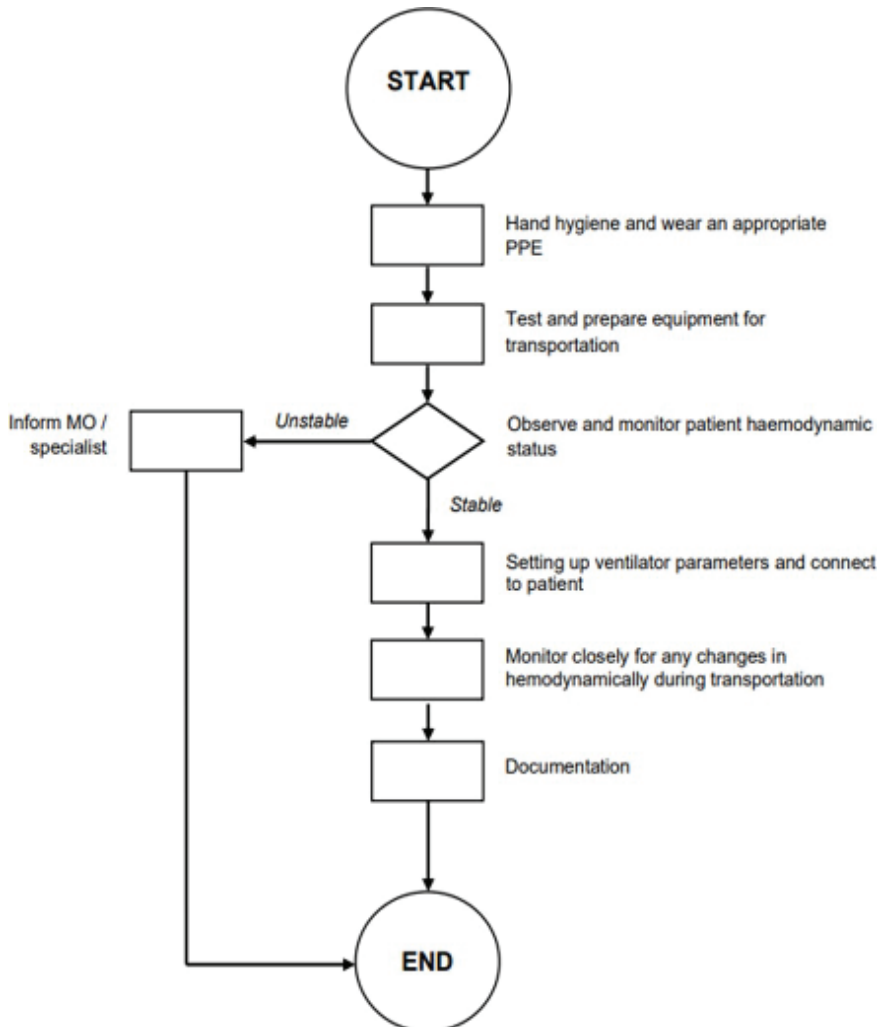 START
Hand hygiene and wear an appropriate
PPE
Test and prepare equipment for
transportation
Inform MO /
specialist
Unstable
Observe and monitor patient haemodynamic
status
Stable
Setting up ventilator parameters and connect
to patient
Monitor closely for any changes in
hemodynamically during transportation
Documentation
END